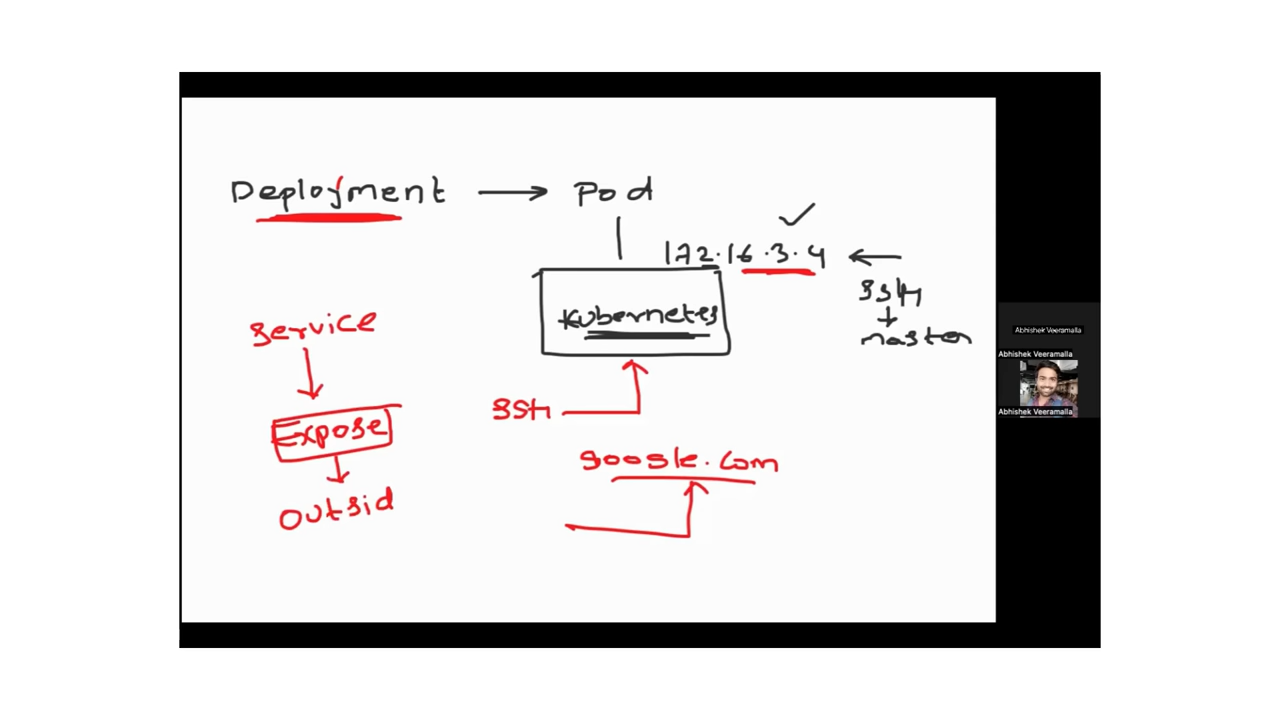 Deployment → Pod
172.16.3.4 ←
SSH
↓
master
Kubernetes
service
↓
Expose
↓
outsid
SSH
google.com
Abhishek Veeramalla
Abhishek Veeramalla
Abhishek Veeramalla